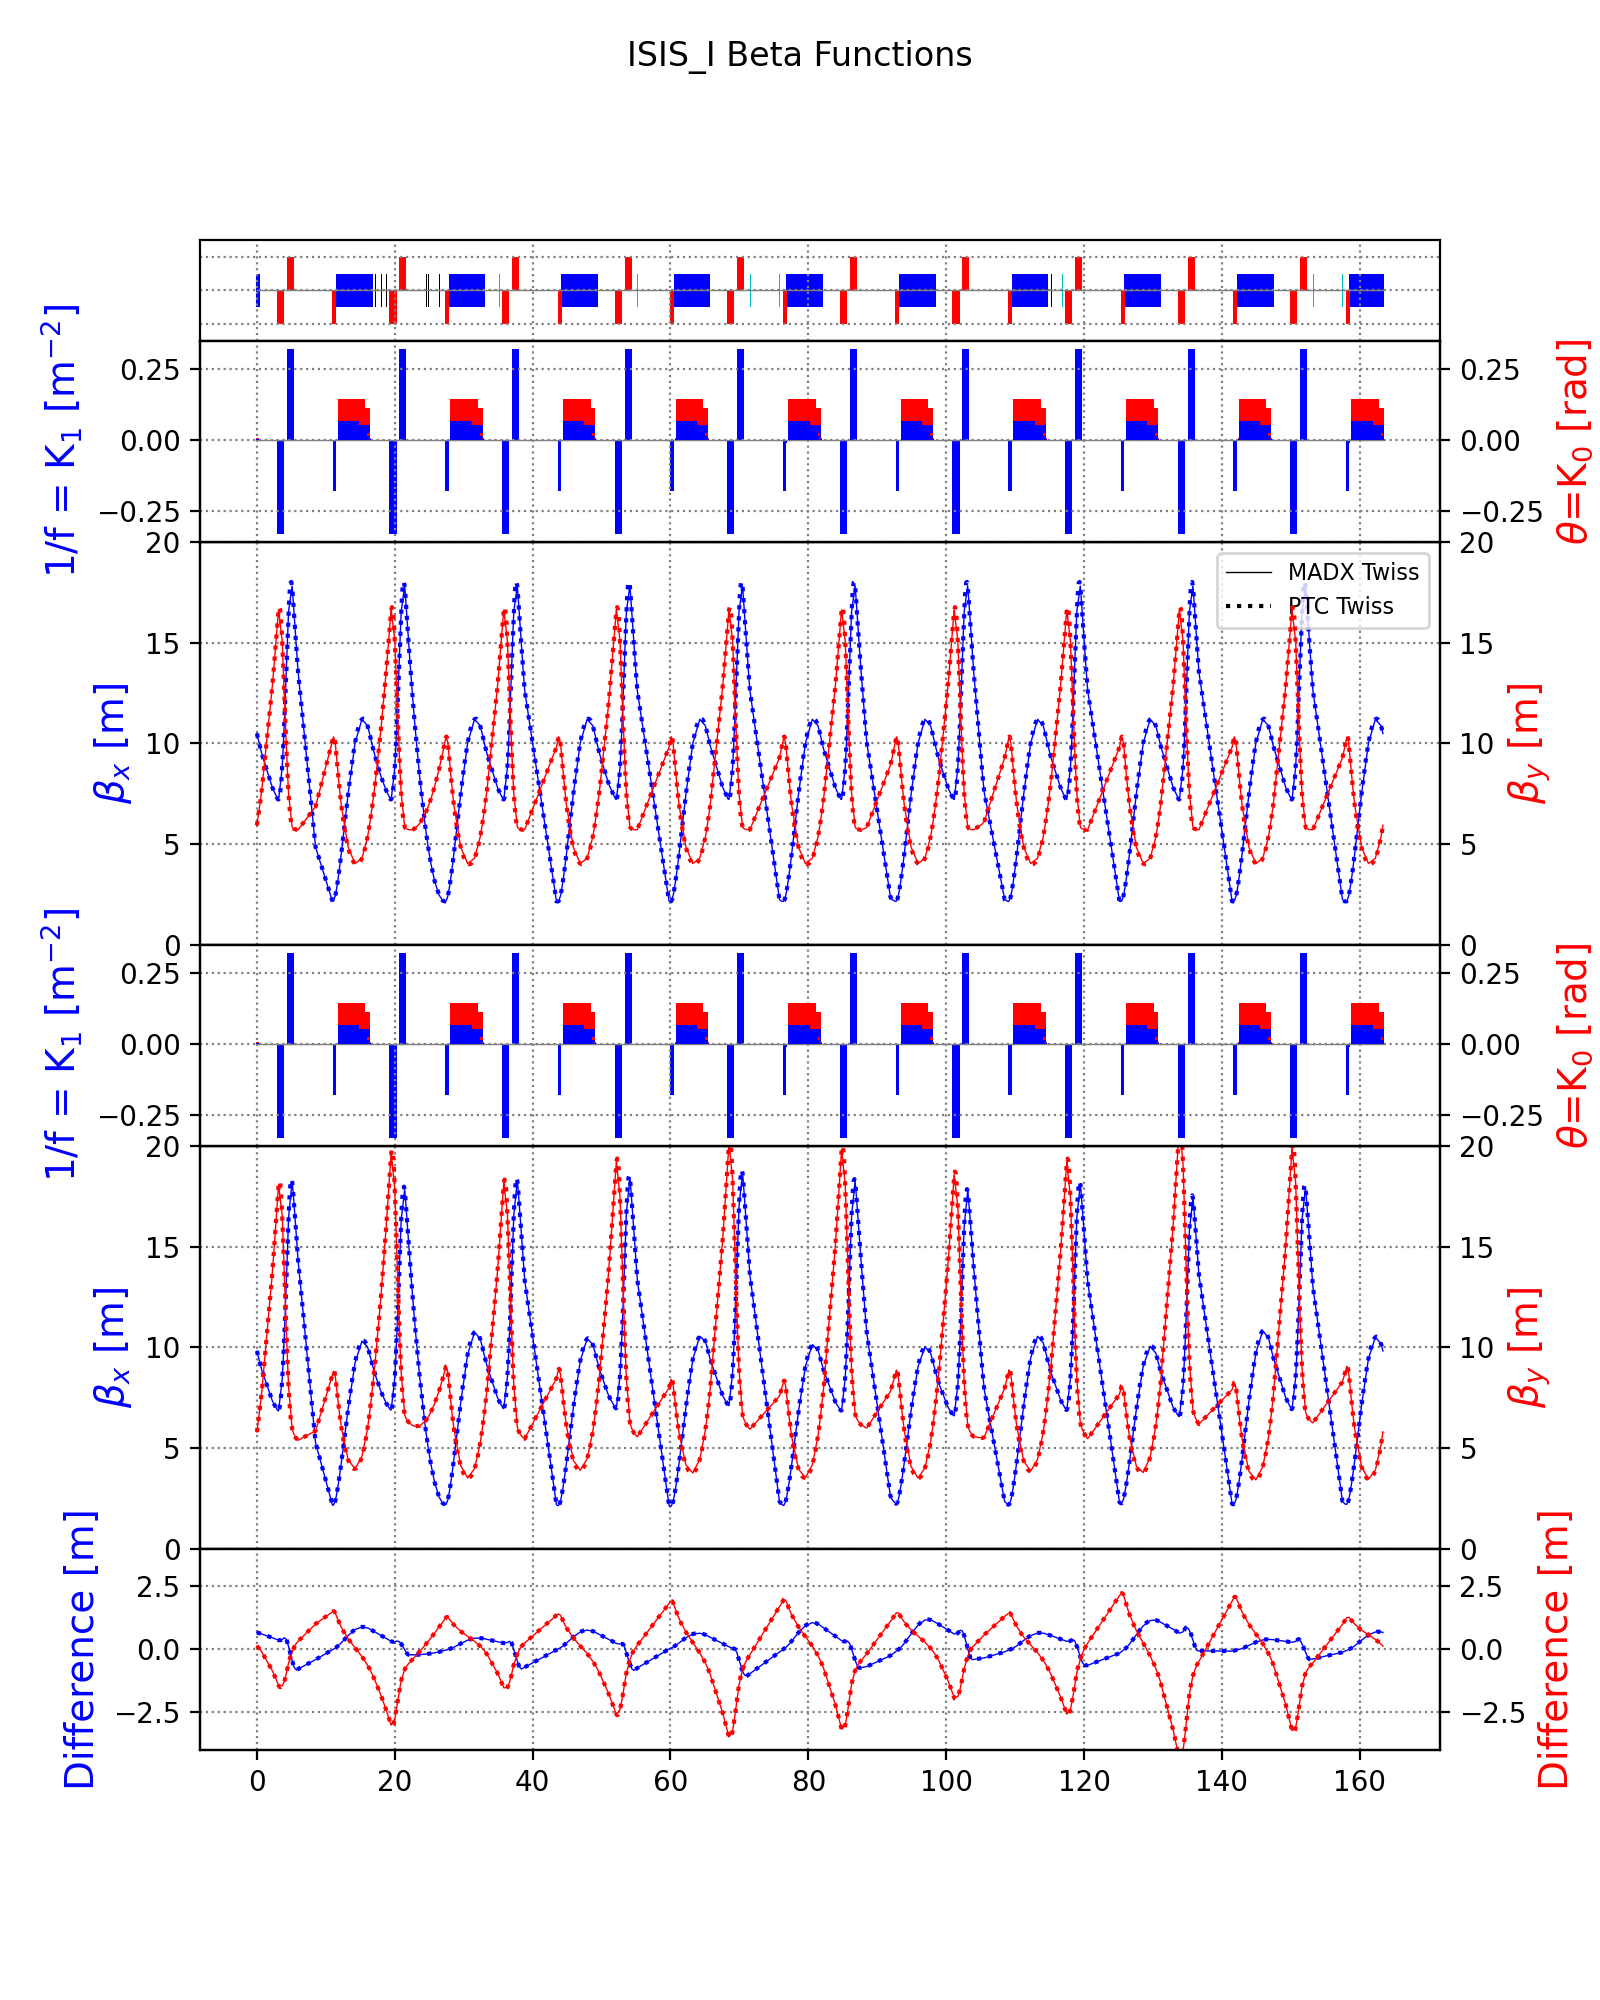 ISIS_I Beta Functions
1/f = K₁ [m⁻²]
0.25
0.00
−0.25
0.25
0.00
−0.25
θ=K₀ [rad]
βₓ [m]
20
15
10
5
0
MADX Twiss
PTC Twiss
20
15
10
5
0
β_y [m]
1/f = K₁ [m⁻²]
0.25
0.00
−0.25
0.25
0.00
−0.25
θ=K₀ [rad]
βₓ [m]
20
15
10
5
0
20
15
10
5
0
β_y [m]
Difference [m]
2.5
0.0
−2.5
2.5
0.0
−2.5
Difference [m]
0 20 40 60 80 100 120 140 160